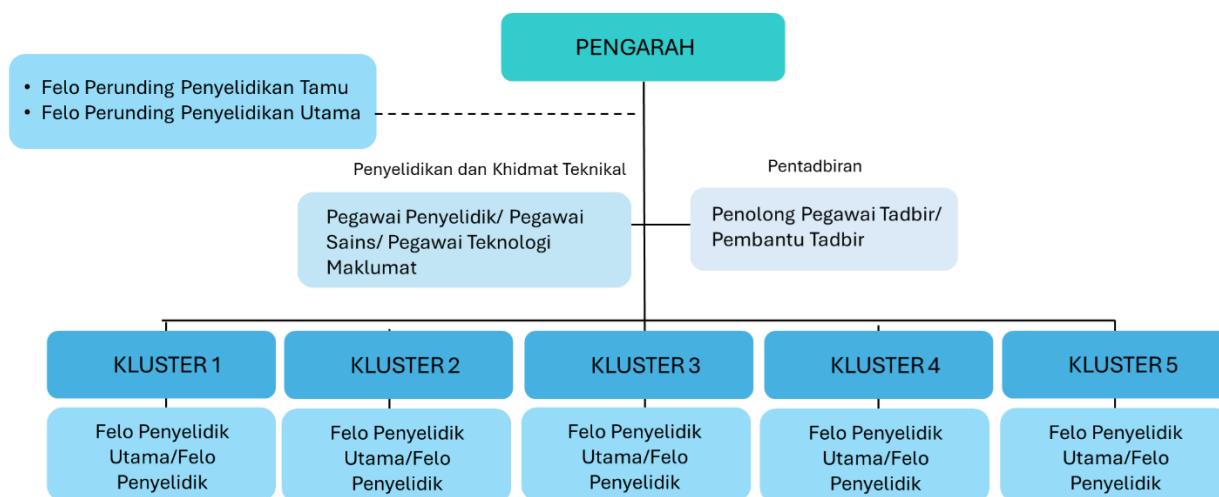 PENGARAH
• Felo Perunding Penyelidikan Tamu
• Felo Perunding Penyelidikan Utama
Penyelidikan dan Khidmat Teknikal
Pentadbiran
Pegawai Penyelidik/ Pegawai
Sains/ Pegawai Teknologi
Maklumat
Penolong Pegawai Tadbir/
Pembantu Tadbir
KLUSTER 1
KLUSTER 2
KLUSTER 3
KLUSTER 4
KLUSTER 5
Felo Penyelidik
Utama/Felo
Penyelidik
Felo Penyelidik
Utama/Felo
Penyelidik
Felo Penyelidik
Utama/Felo
Penyelidik
Felo Penyelidik
Utama/Felo
Penyelidik
Felo Penyelidik
Utama/Felo
Penyelidik